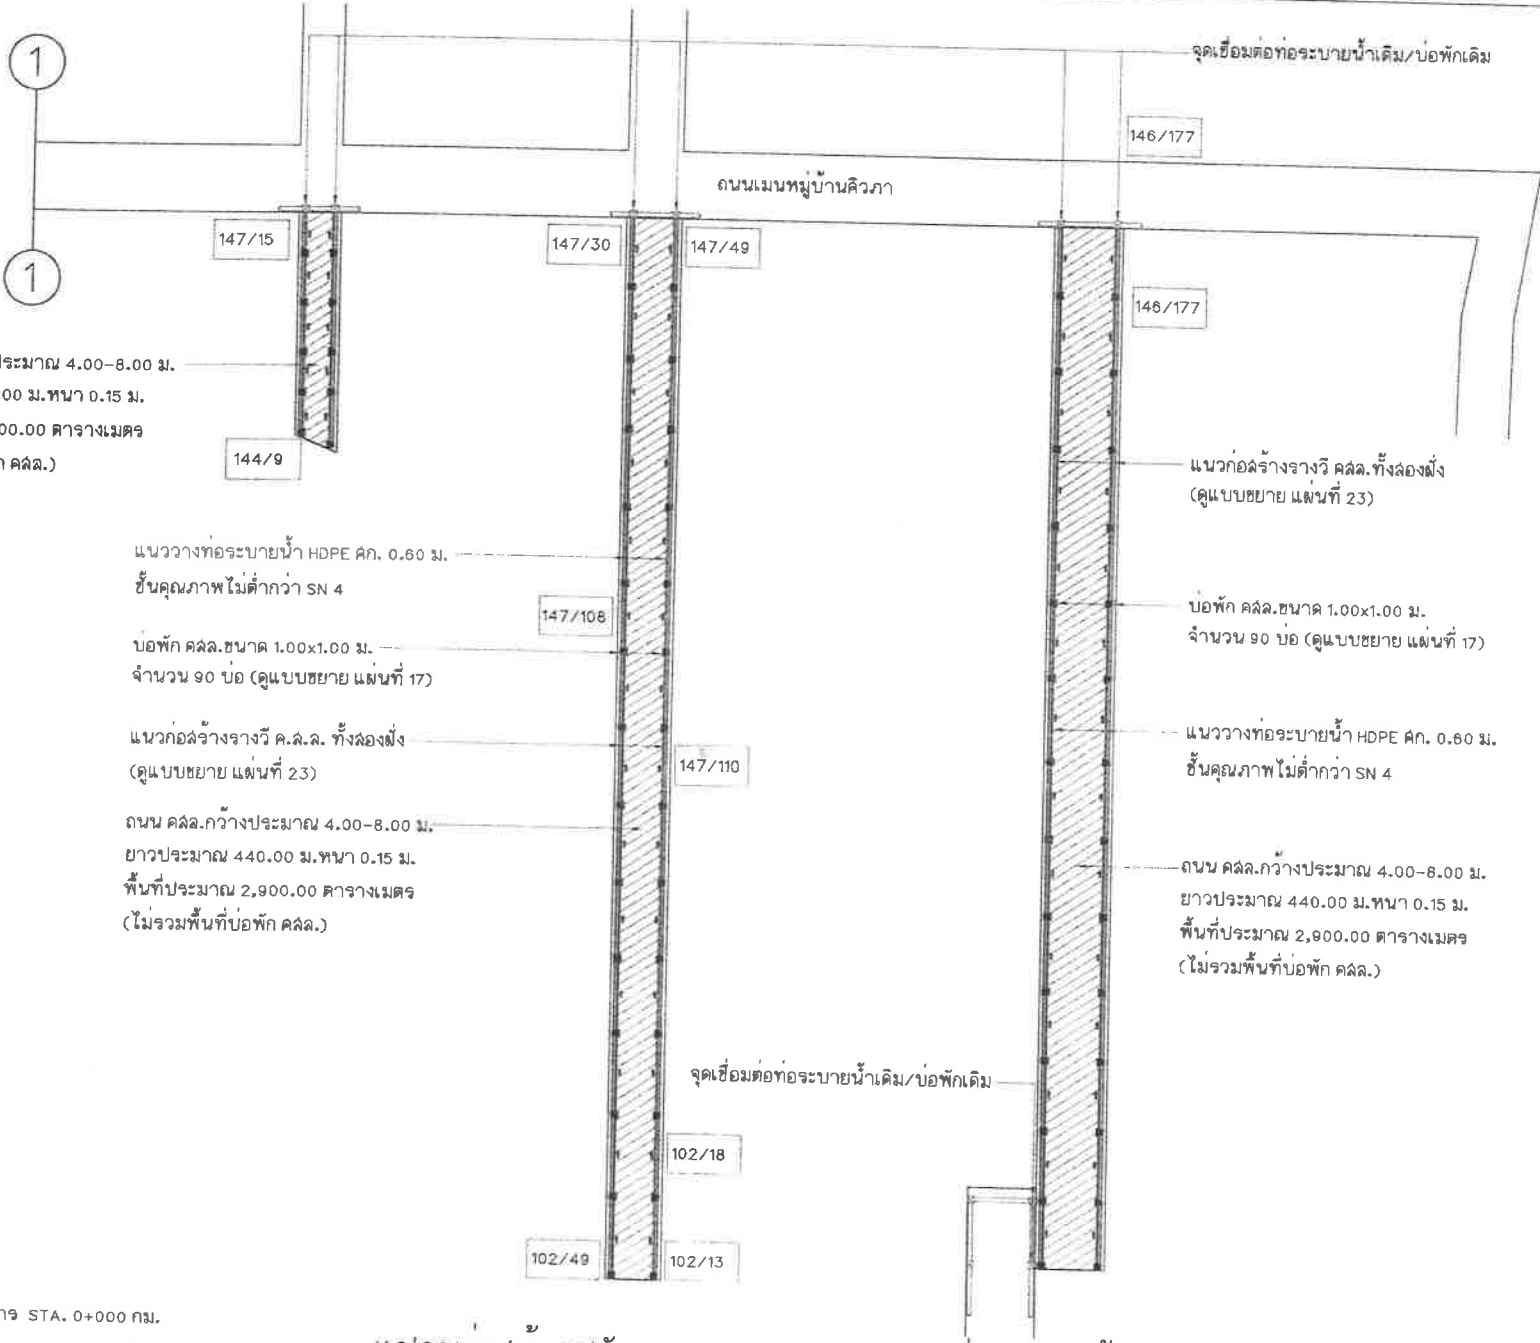 1
จุดเชื่อมต่อท่อระบายน้ำเดิม/บ่อพักเดิม
146/177
ถนนเมนหมู่บ้านศิวภา
147/15
147/30
147/49
1
146/177
ประมาณ 4.00-8.00 ม.
.00 ม.หนา 0.15 ม.
00.00 ตารางเมตร
คสล.)
144/9
แนวก่อสร้างรางวี คสล.ทั้งสองฝั่ง
(ดูแบบขยาย แผ่นที่ 23)
แนววางท่อระบายน้ำ HDPE ศก. 0.60 ม.
ชั้นคุณภาพไม่ต่ำกว่า SN 4
147/108
บ่อพัก คสล.ขนาด 1.00x1.00 ม.
จำนวน 90 บ่อ (ดูแบบขยาย แผ่นที่ 17)
บ่อพัก คสล.ขนาด 1.00x1.00 ม.
จำนวน 90 บ่อ (ดูแบบขยาย แผ่นที่ 17)
แนวก่อสร้างรางวี ค.ส.ล. ทั้งสองฝั่ง
(ดูแบบขยาย แผ่นที่ 23)
147/110
แนววางท่อระบายน้ำ HDPE ศก. 0.60 ม.
ชั้นคุณภาพไม่ต่ำกว่า SN 4
ถนน คสล.กว้างประมาณ 4.00-8.00 ม.
ยาวประมาณ 440.00 ม.หนา 0.15 ม.
พื้นที่ประมาณ 2,900.00 ตารางเมตร
(ไม่รวมพื้นที่บ่อพัก คสล.)
ถนน คสล.กว้างประมาณ 4.00-8.00 ม.
ยาวประมาณ 440.00 ม.หนา 0.15 ม.
พื้นที่ประมาณ 2,900.00 ตารางเมตร
(ไม่รวมพื้นที่บ่อพัก คสล.)
จุดเชื่อมต่อท่อระบายน้ำเดิม/บ่อพักเดิม
102/18
102/49
102/13
STA. 0+000 กม.